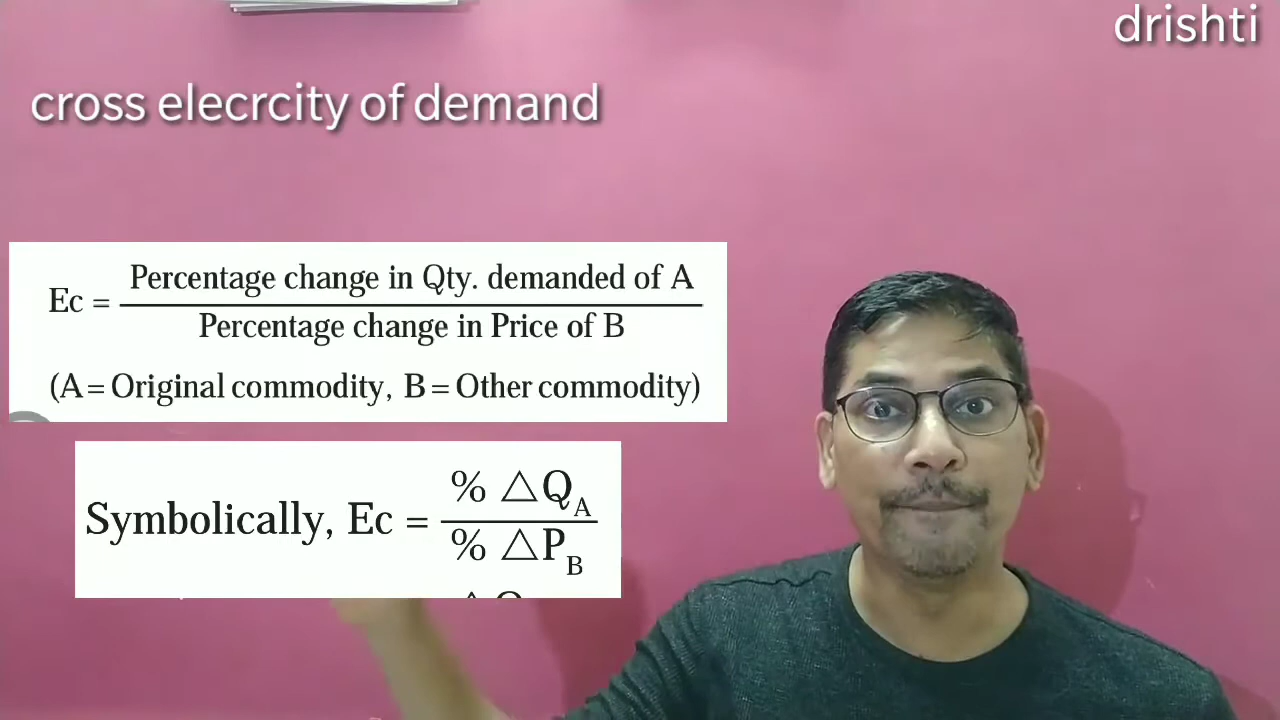 drishti
cross elecrcity of demand
Ec = Percentage change in Qty. demanded of A
Percentage change in Price of B
(A = Original commodity, B = Other commodity)
Symbolically, Ec = % △Q_A
% △P_B